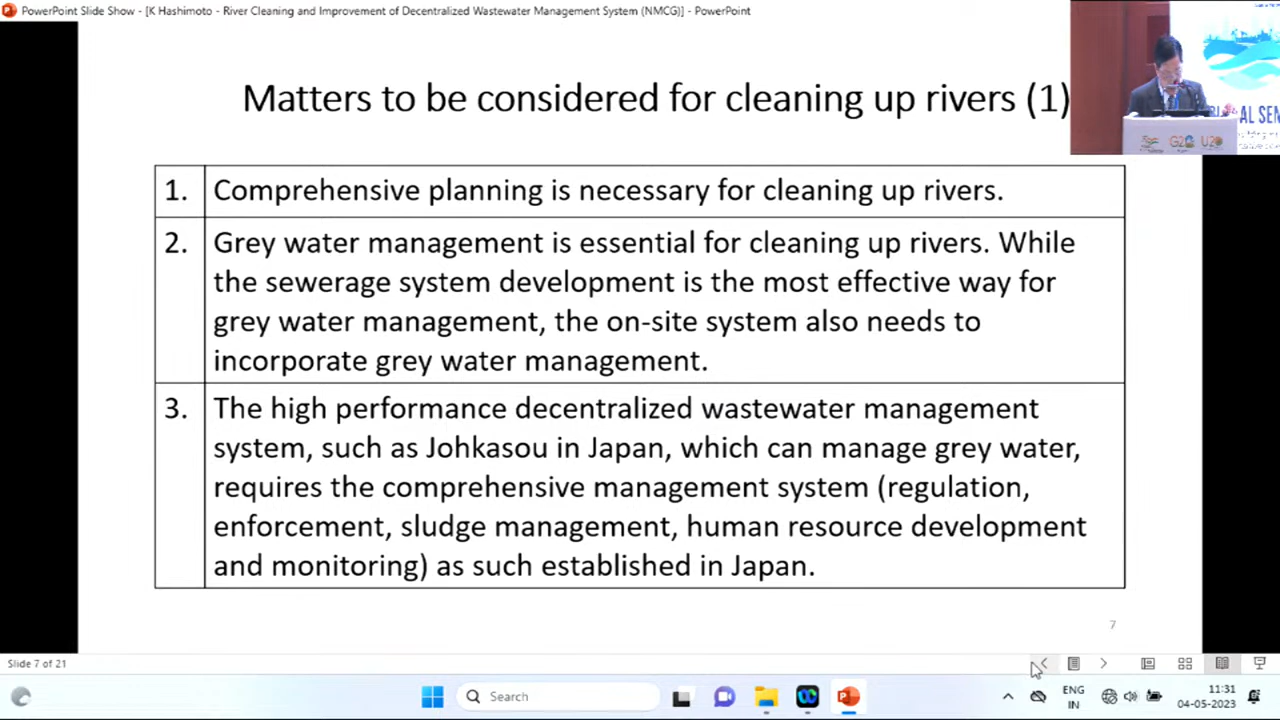 PowerPoint Slide Show - [K Hashimoto - River Cleaning and Improvement of Decentralized Wastewater Management System (NMCG)] - PowerPoint
Matters to be considered for cleaning up rivers (1)
AL SEM
G20 U20
1. Comprehensive planning is necessary for cleaning up rivers.
2. Grey water management is essential for cleaning up rivers. While
the sewerage system development is the most effective way for
grey water management, the on-site system also needs to
incorporate grey water management.
3. The high performance decentralized wastewater management
system, such as Johkasou in Japan, which can manage grey water,
requires the comprehensive management system (regulation,
enforcement, sludge management, human resource development
and monitoring) as such established in Japan.
7
Slide 7 of 21
Search
ENG
IN
11:31
04-05-2023